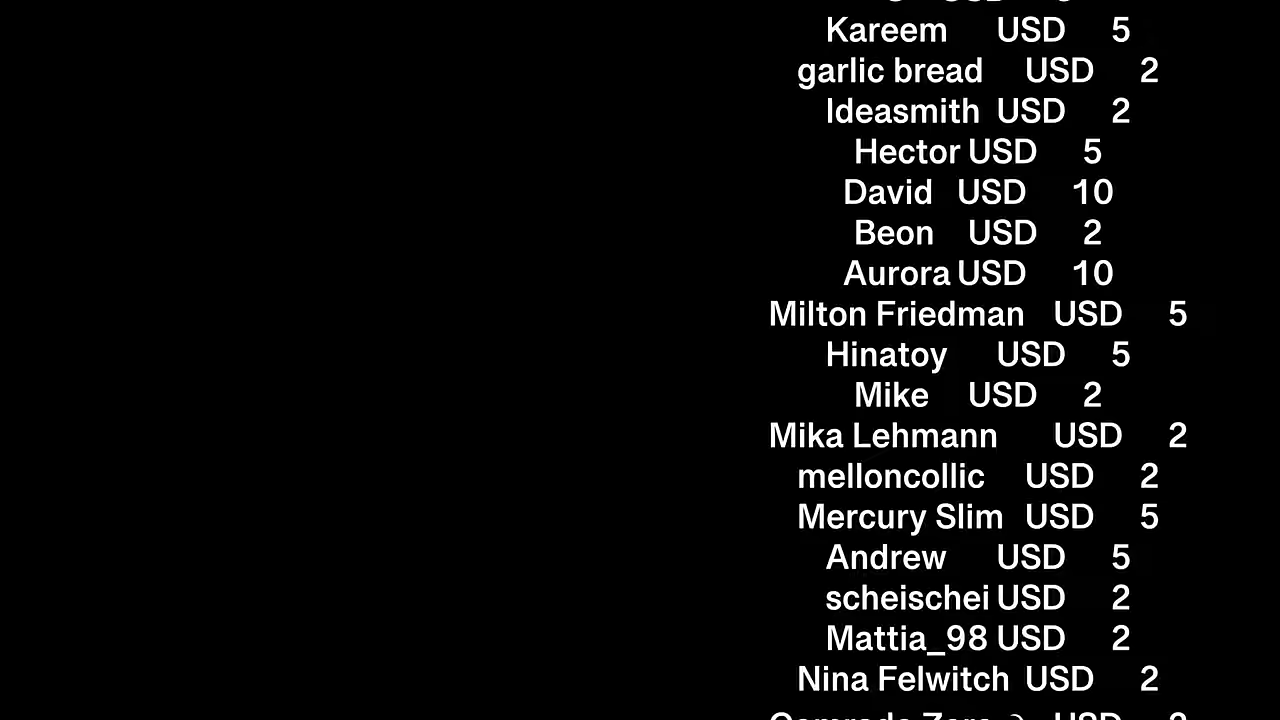 Kareem USD 5
garlic bread USD 2
Ideasmith USD 2
Hector USD 5
David USD 10
Beon USD 2
Aurora USD 10
Milton Friedman USD 5
Hinatoy USD 5
Mike USD 2
Mika Lehmann USD 2
melloncollic USD 2
Mercury Slim USD 5
Andrew USD 5
scheischei USD 2
Mattia_98 USD 2
Nina Felwitch USD 2
USD